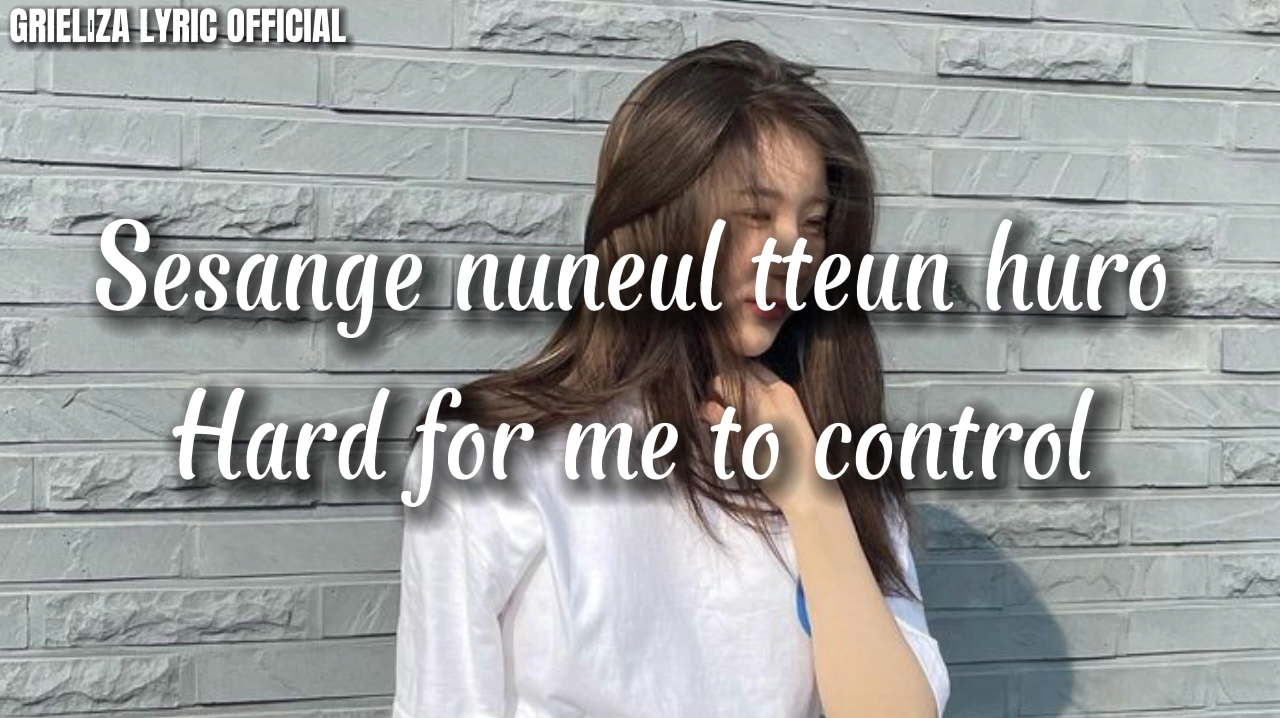 GRIELIZA LYRIC OFFICIAL
Sesange nuneul tteun huro
Hard for me to control